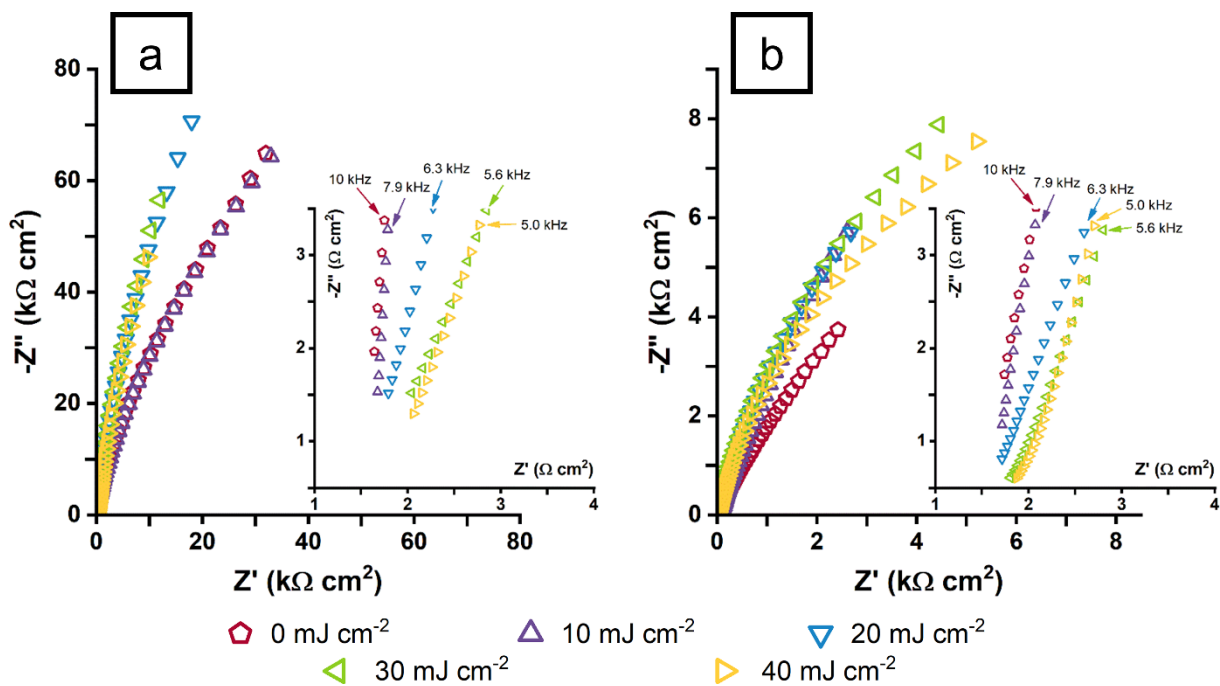 a
b
80
60
40
20
0
-Z'' (kΩ cm²)
0 20 40 60 80
Z' (kΩ cm²)
10 kHz
7.9 kHz
6.3 kHz
5.6 kHz
5.0 kHz
3
2
1
-Z'' (Ω cm²)
Z' (Ω cm²)
1 2 3 4
8
6
4
2
0
-Z'' (kΩ cm²)
0 2 4 6 8
Z' (kΩ cm²)
10 kHz
7.9 kHz
6.3 kHz
5.0 kHz
5.6 kHz
3
2
1
-Z'' (Ω cm²)
Z' (Ω cm²)
1 2 3 4
0 mJ cm⁻²
10 mJ cm⁻²
20 mJ cm⁻²
30 mJ cm⁻²
40 mJ cm⁻²